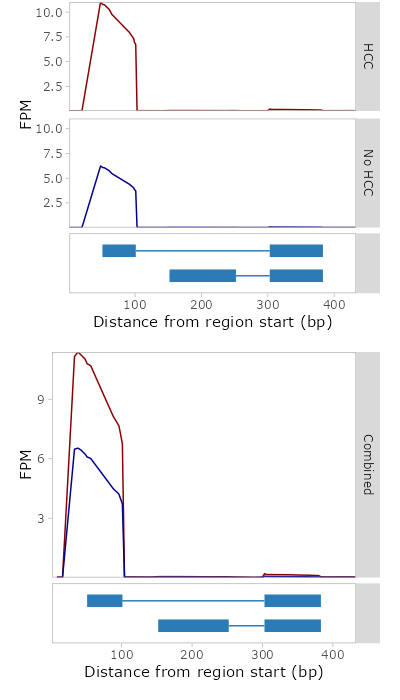 10.0
7.5
5.0
2.5
HCC
FPM
10.0
7.5
5.0
2.5
No HCC
100 200 300 400
Distance from region start (bp)
9
6
3
FPM
Combined
100 200 300 400
Distance from region start (bp)